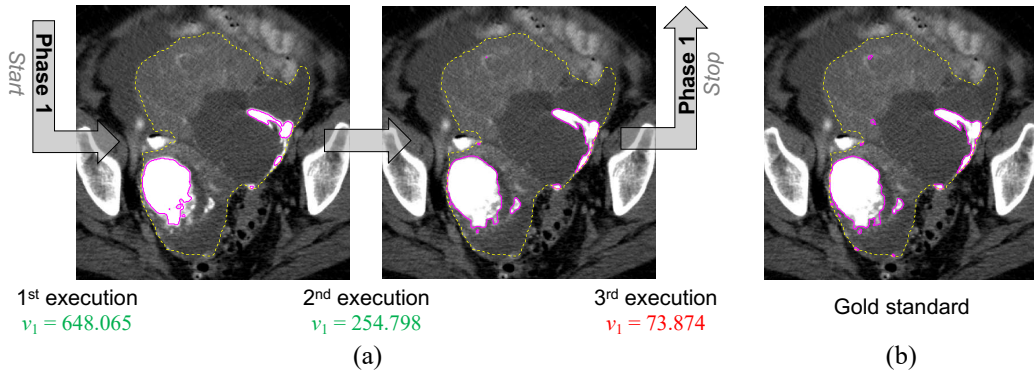 Start
Phase 1
Phase 1
Stop
1st execution
v1 = 648.065
2nd execution
v1 = 254.798
3rd execution
v1 = 73.874
Gold standard
(a)
(b)